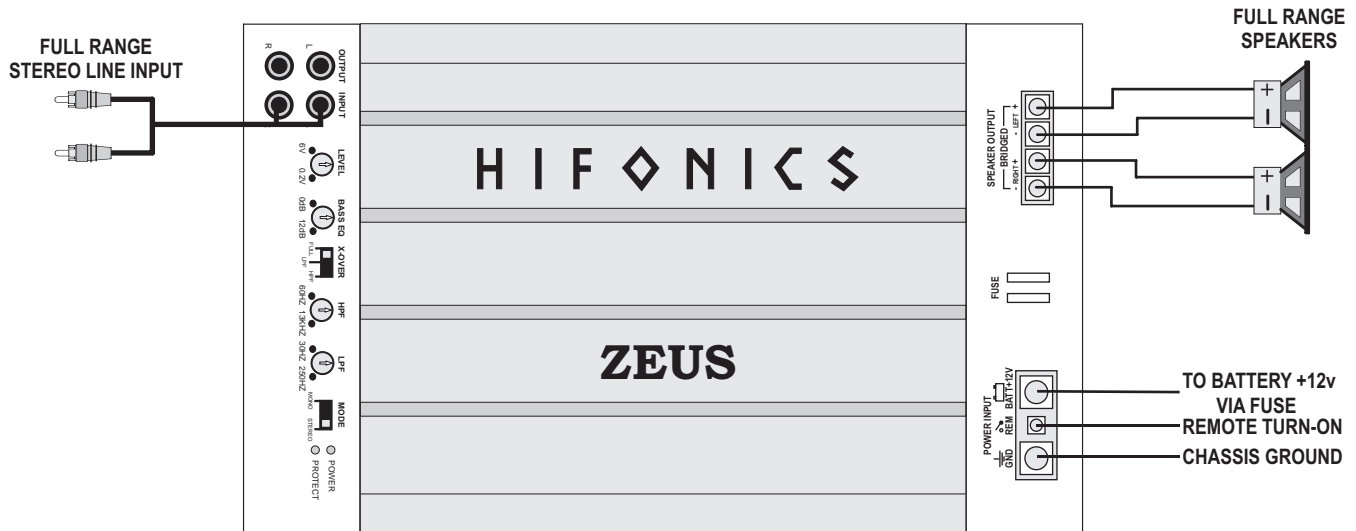 FULL RANGE
STEREO LINE INPUT
R
L
OUTPUT
INPUT
LEVEL
6V
0.2V
BASS EQ
0dB
12dB
X-OVER
FULL
LPF
HPF
HPF
60HZ
13KHZ
LPF
30HZ
250HZ
MODE
MONO
STEREO
POWER
PROTECT
HIFONICS
ZEUS
SPEAKER OUTPUT
BRIDGED
- LEFT +
- RIGHT +
FUSE
POWER INPUT
BATT+12V
REM
GND
FULL RANGE
SPEAKERS
+
-
+
-
TO BATTERY +12v
VIA FUSE
REMOTE TURN-ON
CHASSIS GROUND